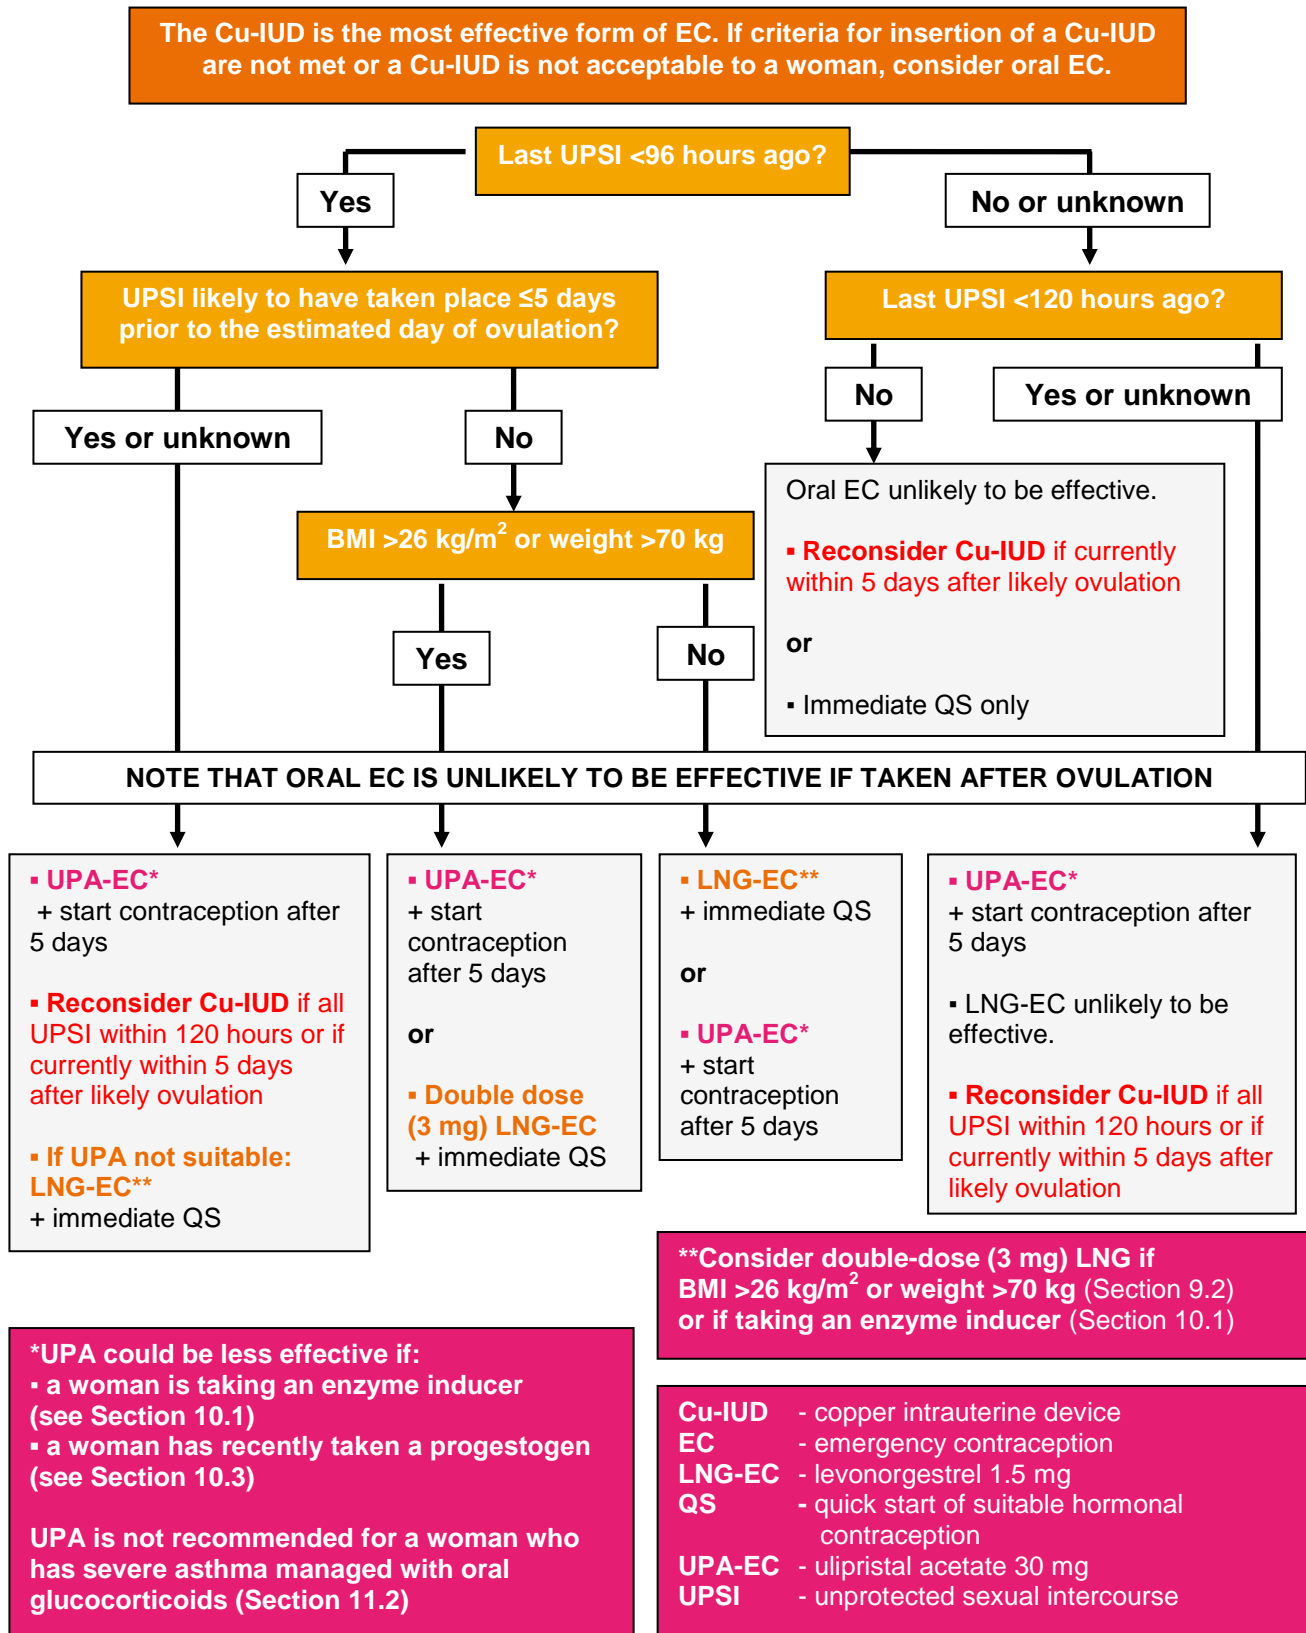 The Cu-IUD is the most effective form of EC. If criteria for insertion of a Cu-IUD
are not met or a Cu-IUD is not acceptable to a woman, consider oral EC.
Last UPSI <96 hours ago?
Yes
No or unknown
UPSI likely to have taken place ≤5 days
prior to the estimated day of ovulation?
Last UPSI <120 hours ago?
Yes or unknown
No
No
Yes or unknown
BMI >26 kg/m² or weight >70 kg
Yes
No
Oral EC unlikely to be effective.
▪ Reconsider Cu-IUD if currently
within 5 days after likely ovulation
or
▪ Immediate QS only
NOTE THAT ORAL EC IS UNLIKELY TO BE EFFECTIVE IF TAKEN AFTER OVULATION
▪ UPA-EC*
+ start contraception after
5 days
▪ Reconsider Cu-IUD if all
UPSI within 120 hours or if
currently within 5 days
after likely ovulation
▪ If UPA not suitable:
LNG-EC**
+ immediate QS
▪ UPA-EC*
+ start
contraception
after 5 days
or
▪ Double dose
(3 mg) LNG-EC
+ immediate QS
▪ LNG-EC**
+ immediate QS
or
▪ UPA-EC*
+ start
contraception
after 5 days
▪ UPA-EC*
+ start contraception after
5 days
▪ LNG-EC unlikely to be
effective.
▪ Reconsider Cu-IUD if all
UPSI within 120 hours or if
currently within 5 days after
likely ovulation
**Consider double-dose (3 mg) LNG if
BMI >26 kg/m² or weight >70 kg (Section 9.2)
or if taking an enzyme inducer (Section 10.1)
*UPA could be less effective if:
▪ a woman is taking an enzyme inducer
(see Section 10.1)
▪ a woman has recently taken a progestogen
(see Section 10.3)
UPA is not recommended for a woman who
has severe asthma managed with oral
glucocorticoids (Section 11.2)
Cu-IUD - copper intrauterine device
EC - emergency contraception
LNG-EC - levonorgestrel 1.5 mg
QS - quick start of suitable hormonal
contraception
UPA-EC - ulipristal acetate 30 mg
UPSI - unprotected sexual intercourse